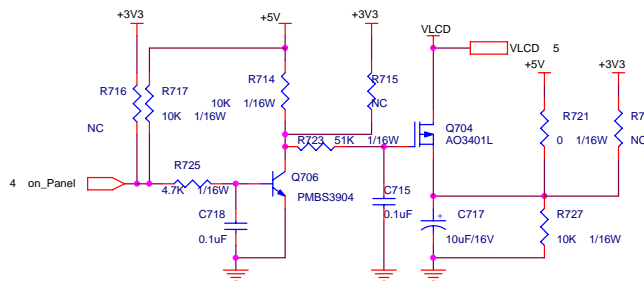 +3V3
+5V
+3V3
VLCD
VLCD 5
+5V
+3V3
R716
R717
R714
R715
10K 1/16W
10K 1/16W
NC
NC
Q704
AO3401L
R721
0 1/16W
R7
NC
R723 51K 1/16W
R725
4.7K 1/16W
4 on_Panel
Q706
PMBS3904
C718
0.1uF
C715
0.1uF
C717
10uF/16V
R727
10K 1/16W
+